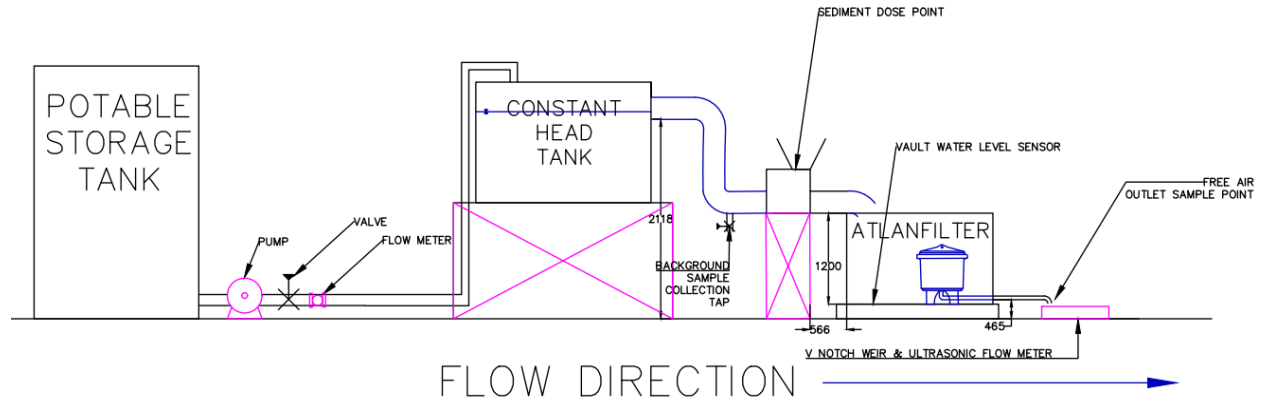 SEDIMENT DOSE POINT
POTABLE
STORAGE
TANK
CONSTANT
HEAD
TANK
VAULT WATER LEVEL SENSOR
FREE AIR
OUTLET SAMPLE POINT
VALVE
PUMP
FLOW METER
2118
BACKGROUND
SAMPLE
COLLECTION
TAP
ATLANFILTER
1200
566
465
V NOTCH WEIR & ULTRASONIC FLOW METER
FLOW DIRECTION